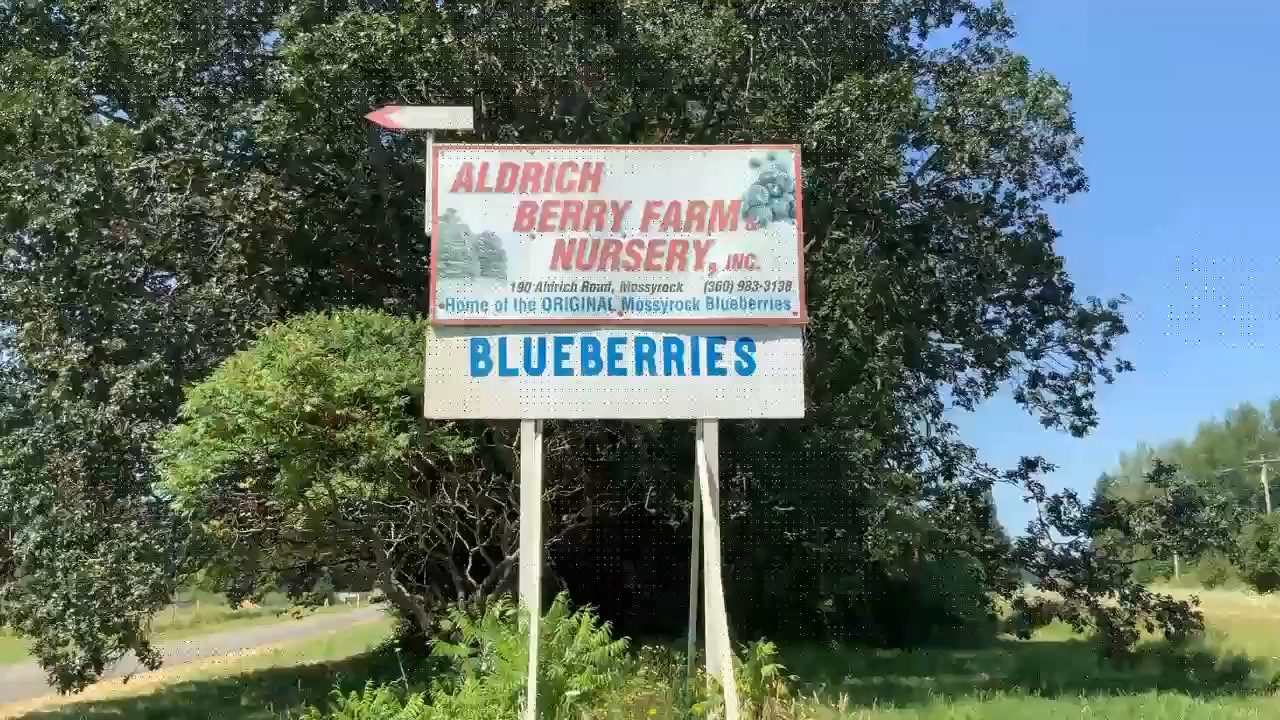 ALDRICH
BERRY FARM &
NURSERY, INC.
190 Aldrich Road, Mossyrock (360) 983-3138
Home of the ORIGINAL Mossyrock Blueberries
BLUEBERRIES